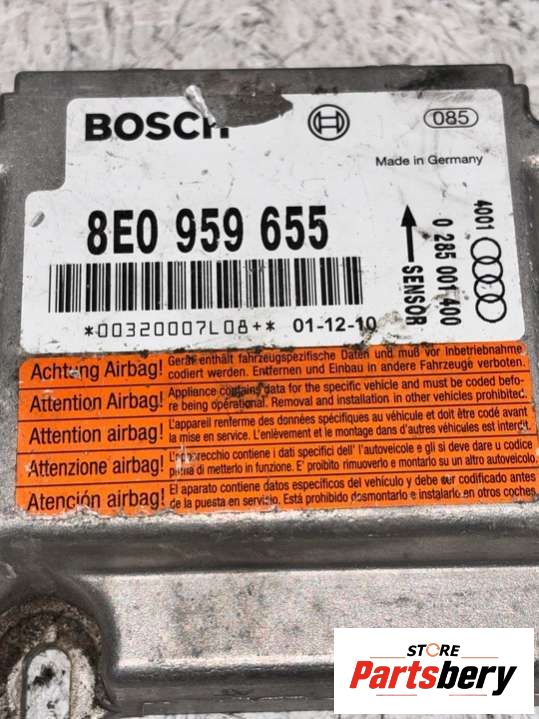 BOSCH
085
Made in Germany
8E0 959 655
*00320007L08+* 01-12-10
SENSOR
0 285 001 400
4001
Achtung Airbag! Gerät enthält fahrzeugspezifische Daten und muß vor Inbetriebnahme
codiert werden. Entfernen und Einbau in andere Fahrzeuge verboten.
Attention Airbag! Appliance contains data for the specific vehicle and must be coded befo-
re being operational. Removal and installation in other vehicles prohibited.
Attention airbag! L'appareil renferme des données spécifiques au véhicule et doit être codé avant
la mise en service. L'enlèvement et le montage dans d'autres véhicules est interdit.
Attenzione airbag! L'apparecchio contiene i dati specifici dell' l'autoveicolo e gli si deve dare u codice
prima di metterlo in funzione. E' proibito rimuoverlo e montarlo su un altro autoveicolo.
Atención airbag! El aparato contiene datos específicos del vehículo y debe ser codificado antes
de la puesta en servicio. Está prohibido desmontarlo e instalarlo en otros coches.
STORE
Partsbery